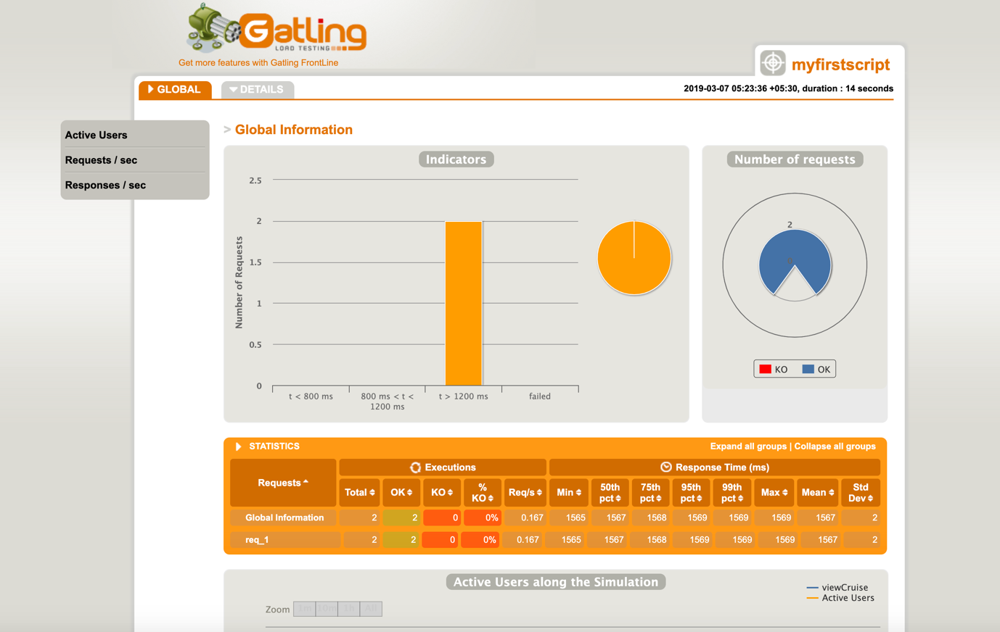 Gatling
LOAD TESTING
Get more features with Gatling FrontLine
myfirstscript
GLOBAL
DETAILS
2019-03-07 05:23:36 +05:30, duration : 14 seconds
Active Users
Requests / sec
Responses / sec
> Global Information
Indicators
Number of Requests
2.5
2
1.5
1
0.5
0
t < 800 ms
800 ms < t <
1200 ms
t > 1200 ms
failed
Number of requests
2
KO OK
STATISTICS
Expand all groups | Collapse all groups
Requests
Executions
Response Time (ms)
Total OK KO % KO Req/s Min 50th pct 75th pct 95th pct 99th pct Max Mean Std Dev
Global Information 2 2 0 0% 0.167 1565 1567 1568 1569 1569 1569 1567 2
req_1 2 2 0 0% 0.167 1565 1567 1568 1569 1569 1569 1567 2
Active Users along the Simulation
viewCruise
Active Users
Zoom 1m 10m 1h All